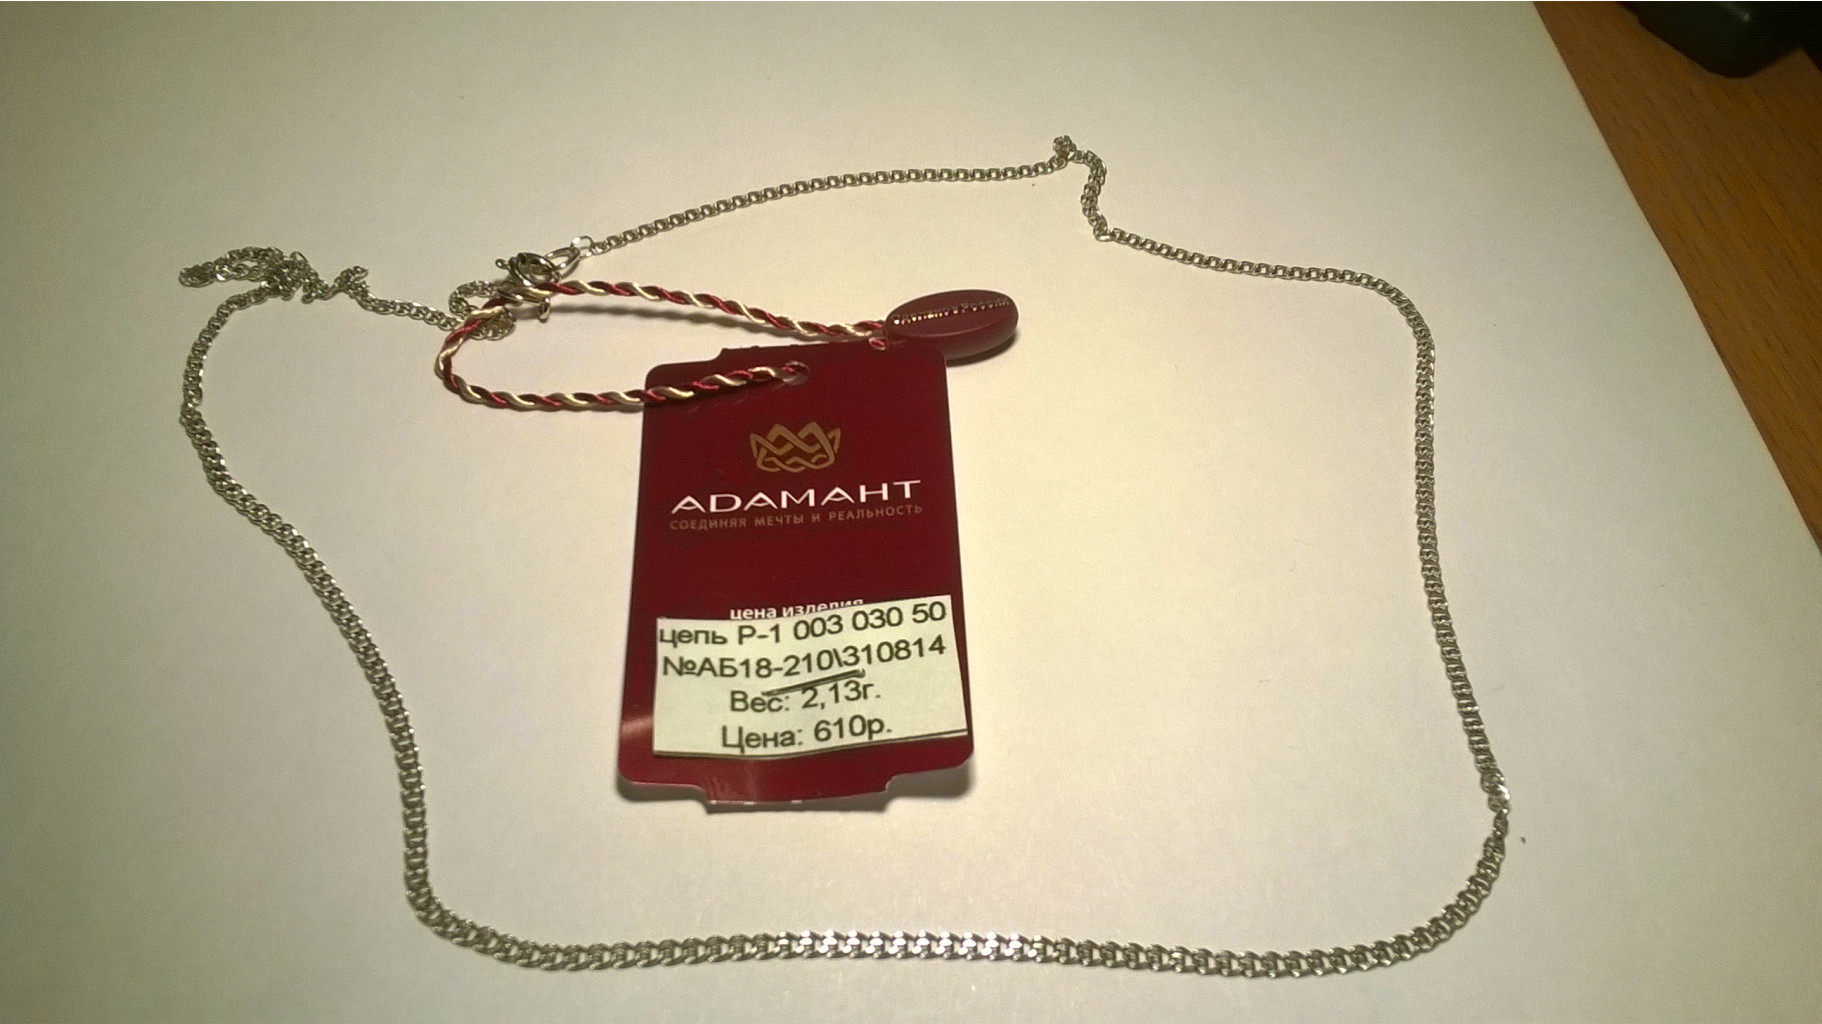 АДАМАНТ
СОЕДИНЯЯ МЕЧТЫ И РЕАЛЬНОСТЬ
цена изделия
цепь Р-1 003 030 50
№АБ18-210\310814
Вес: 2,13г.
Цена: 610р.